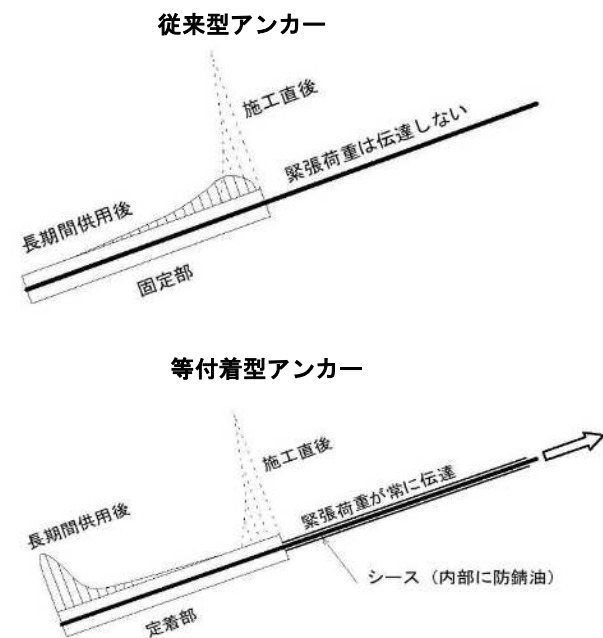 従来型アンカー
施工直後
緊張荷重は伝達しない
長期間供用後
固定部
等付着型アンカー
施工直後
緊張荷重が常に伝達
長期間供用後
シース（内部に防錆油）
定着部